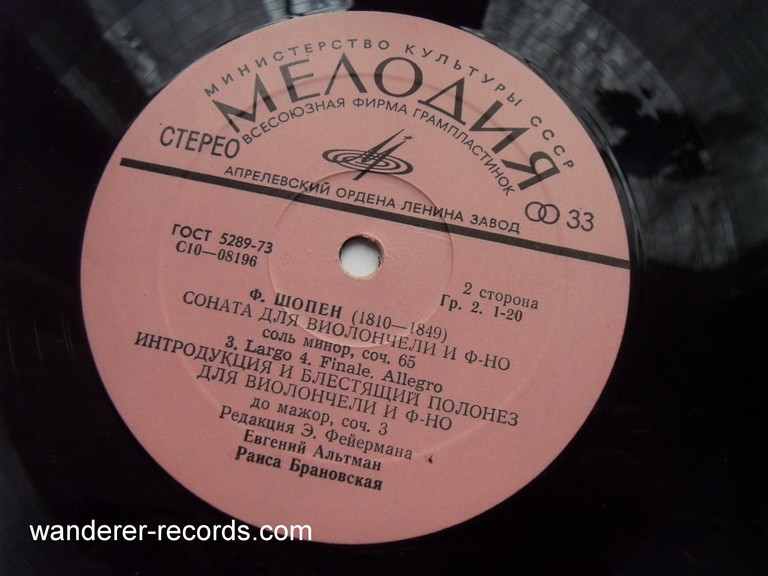 МИНИСТЕРСТВО КУЛЬТУРЫ СССР
МЕЛОДИЯ
ВСЕСОЮЗНАЯ ФИРМА ГРАМПЛАСТИНОК
СТЕРЕО
АПРЕЛЕВСКИЙ ОРДЕНА ЛЕНИНА ЗАВОД
33
ГОСТ 5289-73
С10—08196
2 сторона
Гр. 2. 1-20
Ф. ШОПЕН (1810—1849)
СОНАТА ДЛЯ ВИОЛОНЧЕЛИ И Ф-НО
соль минор, соч. 65
3. Largo 4. Finale. Allegro
ИНТРОДУКЦИЯ И БЛЕСТЯЩИЙ ПОЛОНЕЗ
ДЛЯ ВИОЛОНЧЕЛИ И Ф-НО
до мажор, соч. 3
Редакция Э. Фейермана
Евгений Альтман
Раиса Брановская
wanderer-records.com